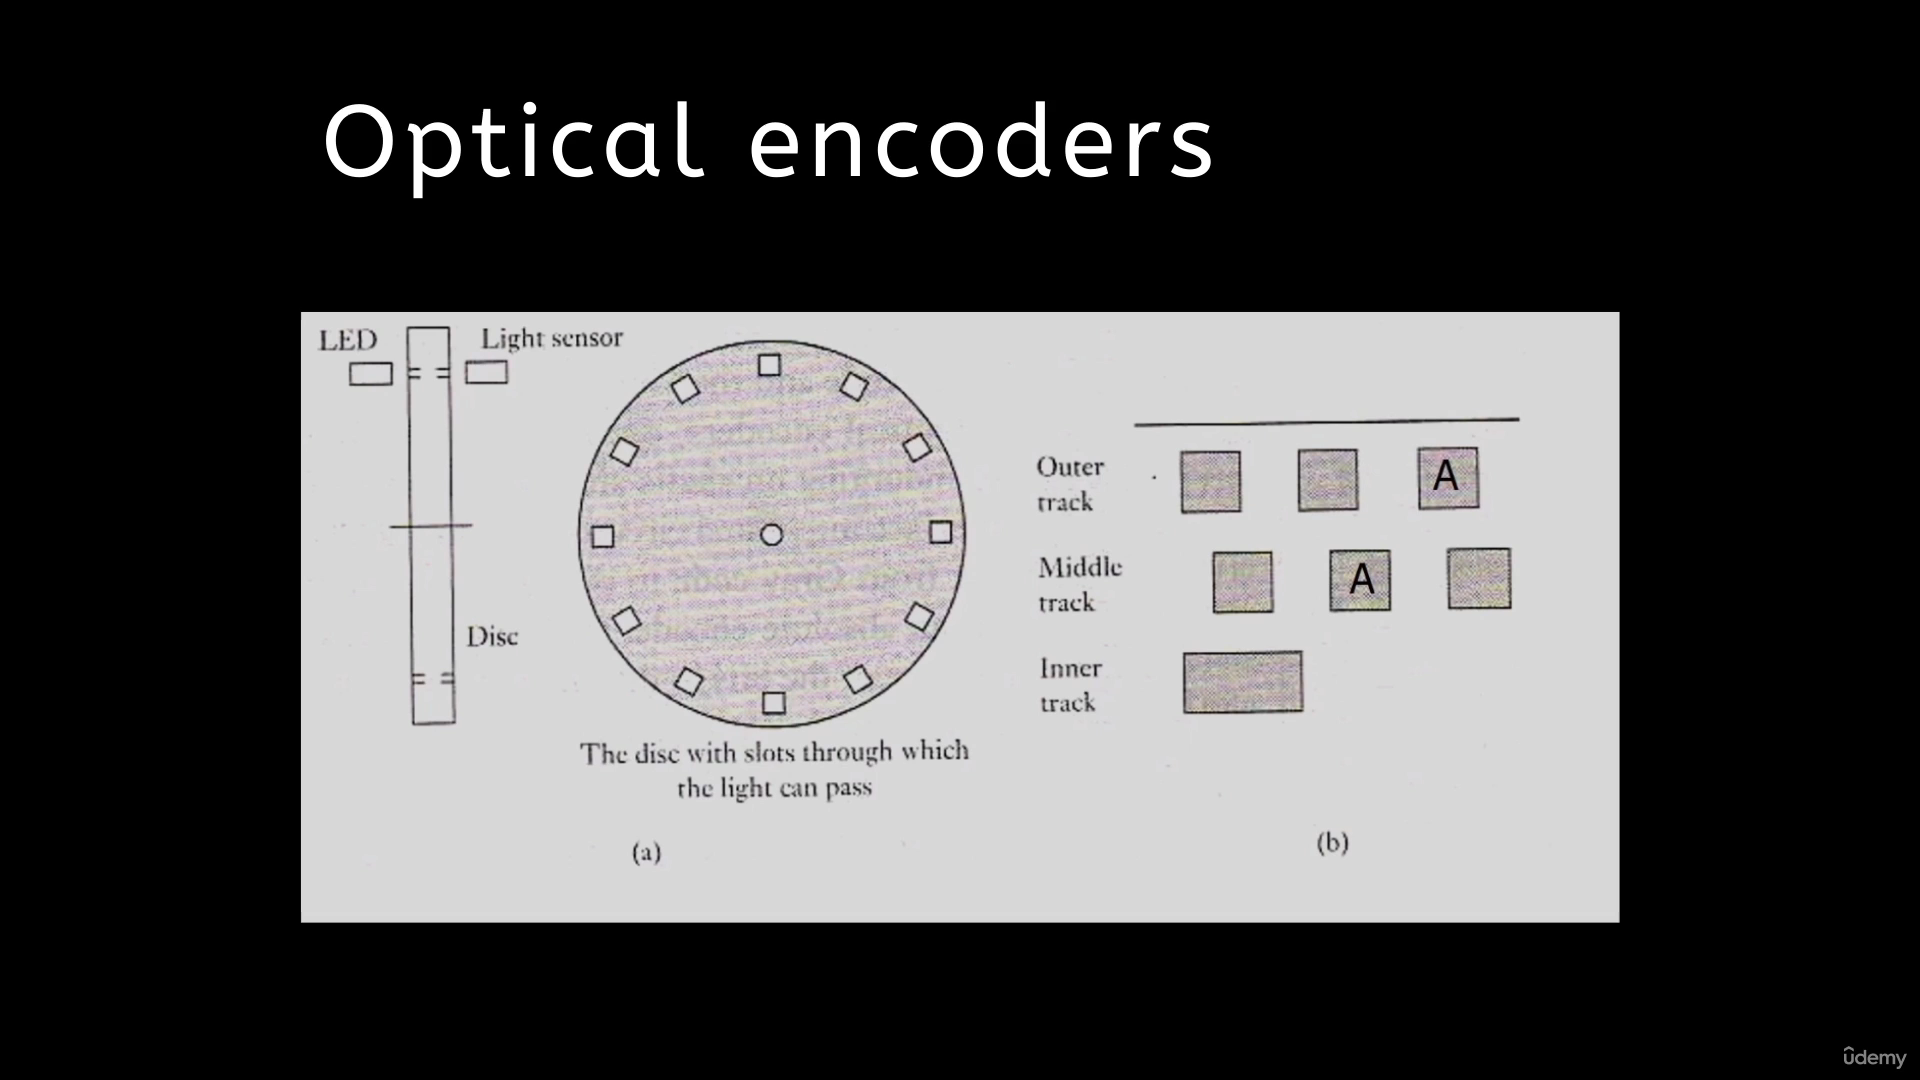 Optical encoders
LED
Light sensor
Disc
The disc with slots through which
the light can pass
(a)
Outer
track
A
Middle
track
A
Inner
track
(b)
ûdemy